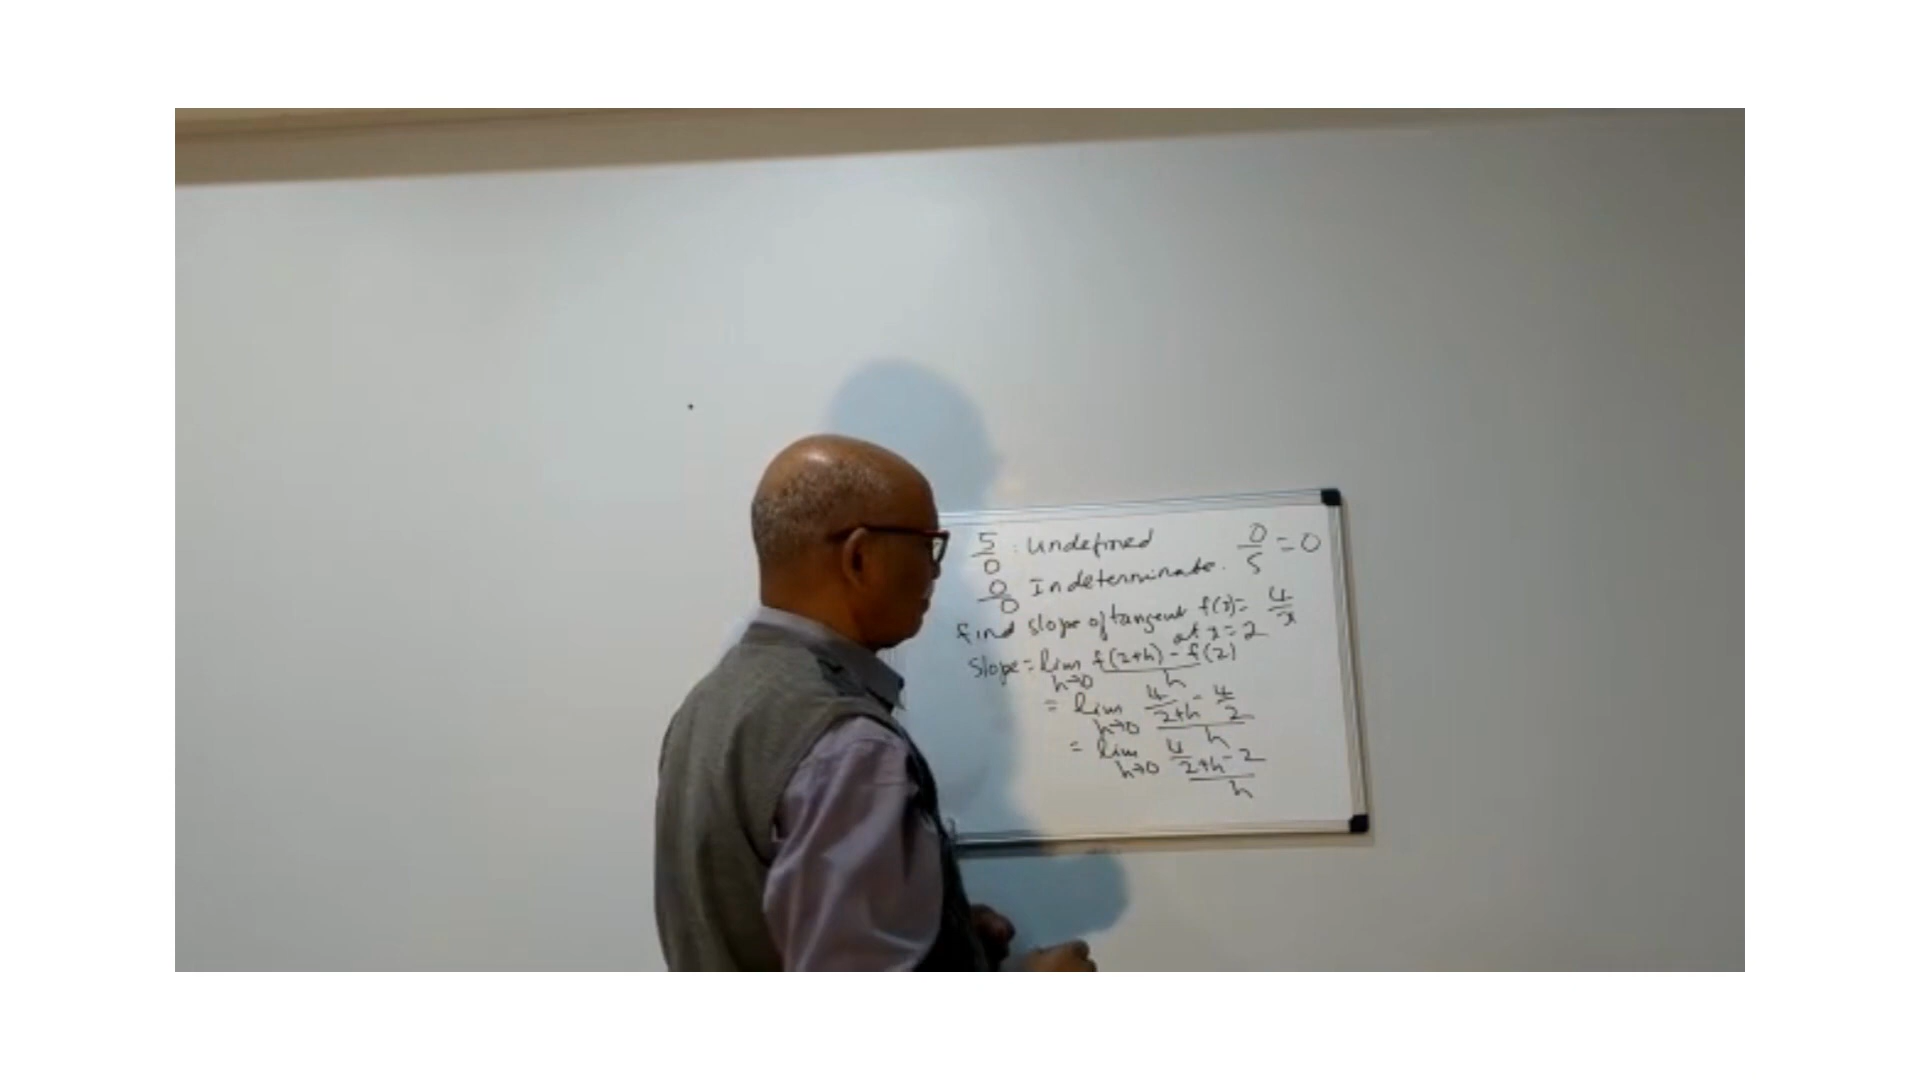 5/0 : undefined 0/5 = 0
0/0 Indeterminate.
find slope of tangent f(x) = 4/x
at x = 2
Slope = lim h→0 (f(2+h) - f(2))/h
= lim h→0 (4/(2+h) - 4/2)/h
= lim h→0 (4/(2+h) - 2)/h